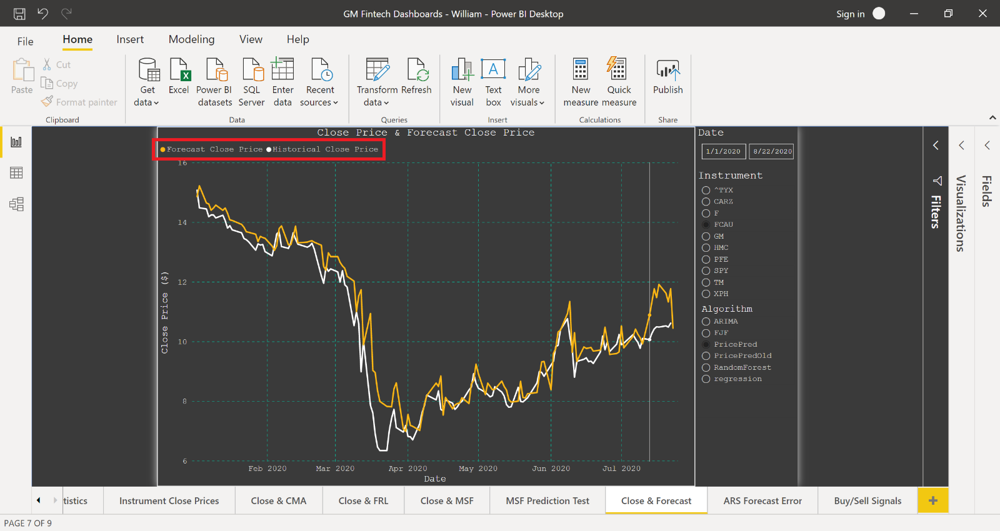 GM Fintech Dashboards - William - Power BI Desktop
Sign in
File Home Insert Modeling View Help
Paste
Cut
Copy
Format painter
Clipboard
Get data
Excel
Power BI datasets
SQL Server
Enter data
Recent sources
Data
Transform data
Refresh
Queries
New visual
Text box
More visuals
Insert
New measure
Quick measure
Calculations
Publish
Share
Close Price & Forecast Close Price
Forecast Close Price Historical Close Price
16
14
12
10
8
6
Close Price ($)
Feb 2020 Mar 2020 Apr 2020 May 2020 Jun 2020 Jul 2020
Date
Date
1/1/2020 8/22/2020
Instrument
^TYX
CARZ
F
FCAU
GM
HMC
PFE
SPY
TM
XPH
Algorithm
ARIMA
FJF
PricePred
PricePredOld
RandomForest
regression
Filters
Visualizations
Fields
tistics Instrument Close Prices Close & CMA Close & FRL Close & MSF MSF Prediction Test Close & Forecast ARS Forecast Error Buy/Sell Signals
PAGE 7 OF 9